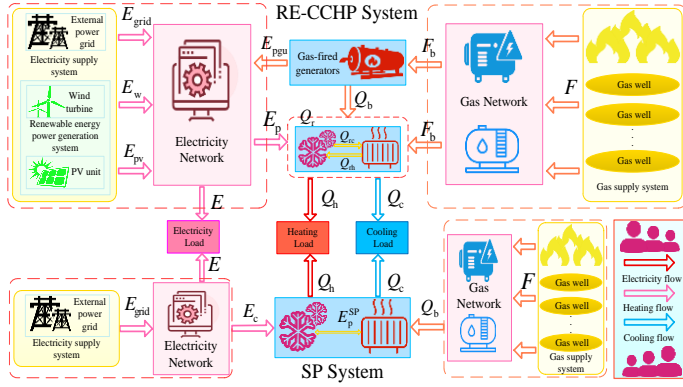 RE-CCHP System
External
power grid
Electricity supply
system
Wind
turbine
Renewable energy
power generation
system
PV unit
E_grid
E_w
E_pv
Electricity
Network
E_pgu
Gas-fired
generators
Q_b
E_p
Q_r
Q_rc
Q_rh
F_b
F_b
Gas Network
F
Gas well
Gas well
Gas well
Gas supply system
E
Electricity
Load
E
Q_h
Heating
Load
Q_h
Q_c
Cooling
Load
Q_c
External
power grid
Electricity supply
system
E_grid
Electricity
Network
E_c
E_p^SP
SP System
Q_b
Gas
Network
F
Gas well
Gas well
Gas well
Gas supply
system
Electricity flow
Heating flow
Cooling flow